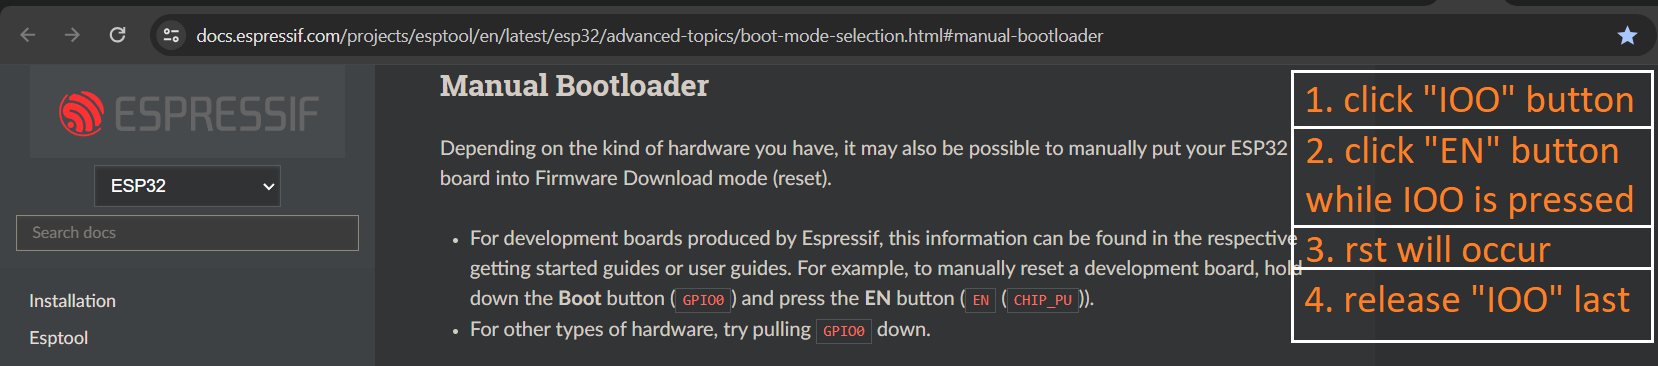 docs.espressif.com/projects/esptool/en/latest/esp32/advanced-topics/boot-mode-selection.html#manual-bootloader
ESPRESSIF
ESP32
Search docs
Installation
Esptool
Manual Bootloader
Depending on the kind of hardware you have, it may also be possible to manually put your ESP32
board into Firmware Download mode (reset).
• For development boards produced by Espressif, this information can be found in the respective
getting started guides or user guides. For example, to manually reset a development board, hold
down the Boot button (GPIO0) and press the EN button (EN (CHIP_PU)).
• For other types of hardware, try pulling GPIO0 down.
1. click "IOO" button
2. click "EN" button
while IOO is pressed
3. rst will occur
4. release "IOO" last